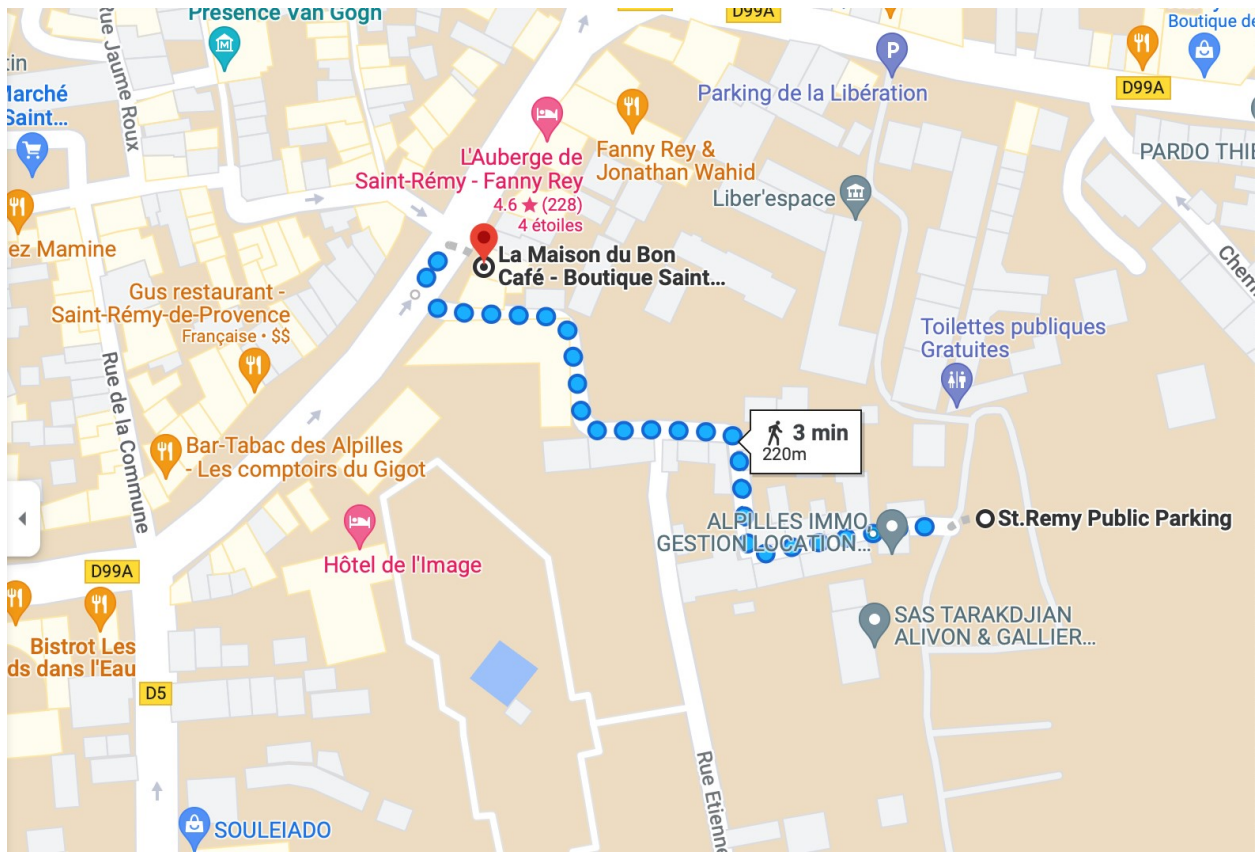 Présence Van Gogh
Rue Jaume Roux
Marché
Saint...
Mamine
D99A
D99A
Boutique de
P
Parking de la Libération
PARDO THIE
L'Auberge de
Saint-Rémy - Fanny Rey
4.6 ★ (228)
4 étoiles
Fanny Rey &
Jonathan Wahid
Liber'espace
La Maison du Bon
Café - Boutique Saint...
Gus restaurant -
Saint-Rémy-de-Provence
Française • $$
Toilettes publiques
Gratuites
Rue de la Commune
Bar-Tabac des Alpilles
- Les comptoirs du Gigot
3 min
220m
ALPILLES IMMO,
GESTION LOCATION...
St.Remy Public Parking
Hôtel de l'Image
D99A
SAS TARAKDJIAN
ALIVON & GALLIER...
Bistrot Les
dans l'Eau
D5
Rue Etienne
SOULEIADO